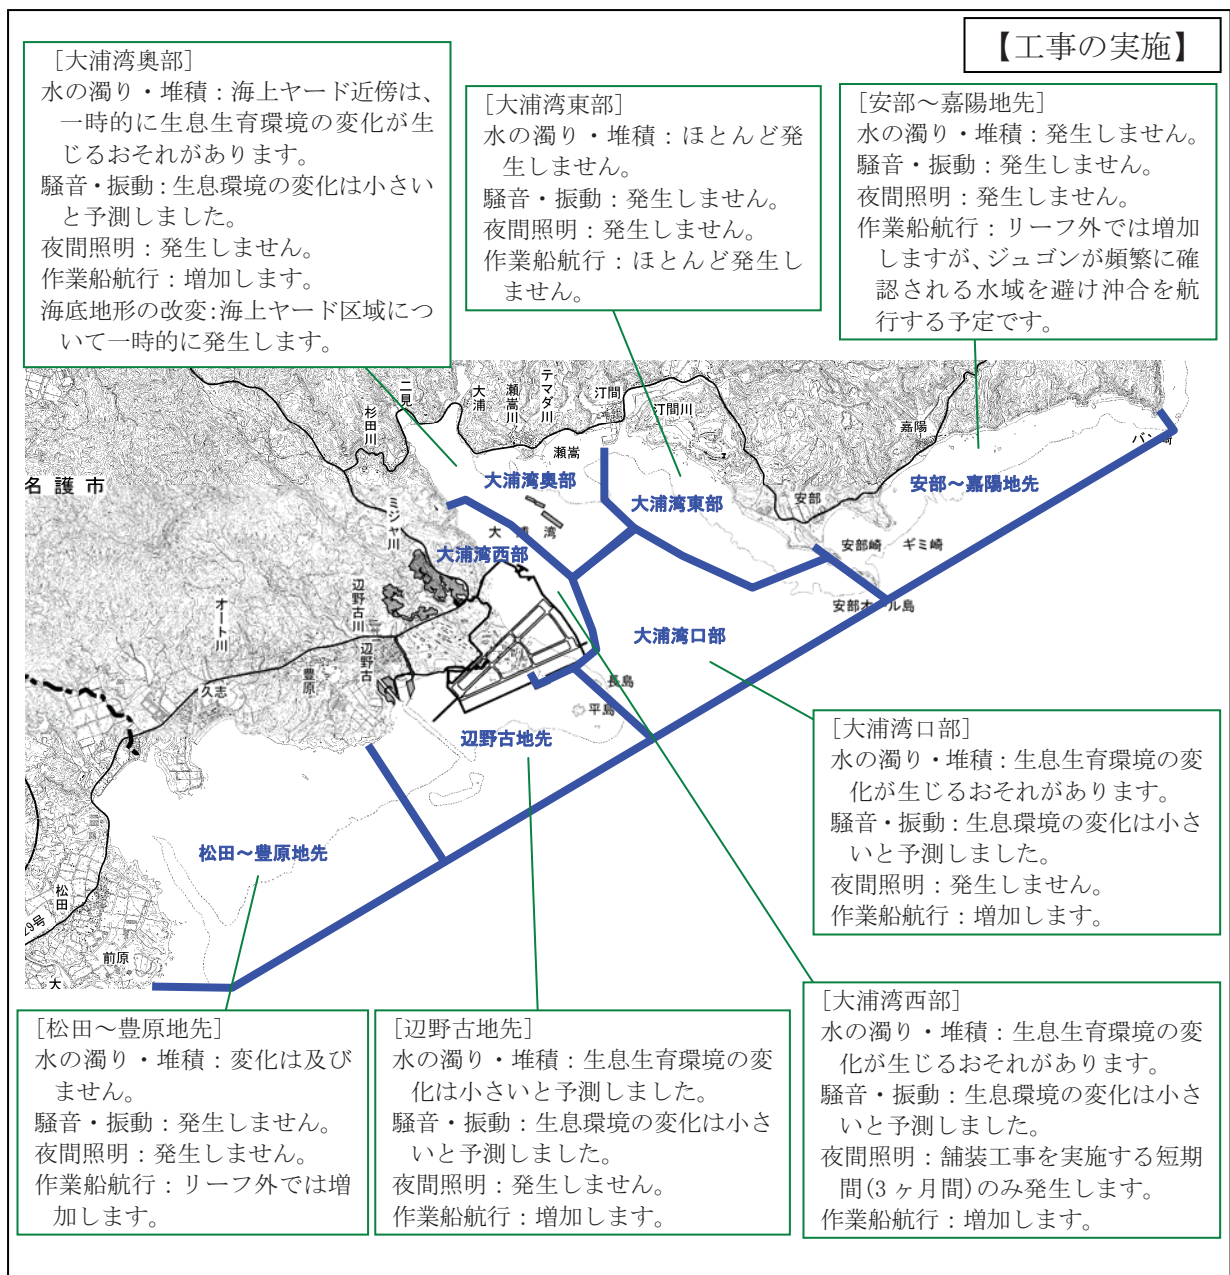 【工事の実施】
［大浦湾奥部］
水の濁り・堆積：海上ヤード近傍は、
一時的に生息生育環境の変化が生
じるおそれがあります。
騒音・振動：生息環境の変化は小さい
と予測しました。
夜間照明：発生しません。
作業船航行：増加します。
海底地形の改変：海上ヤード区域につ
いて一時的に発生します。
［大浦湾東部］
水の濁り・堆積：ほとんど発
生しません。
騒音・振動：発生しません。
夜間照明：発生しません。
作業船航行：ほとんど発生し
ません。
［安部～嘉陽地先］
水の濁り・堆積：発生しません。
騒音・振動：発生しません。
夜間照明：発生しません。
作業船航行：リーフ外では増加
しますが、ジュゴンが頻繁に確
認される水域を避け沖合を航
行する予定です。
二見
大浦
瀬嵩川
テマダ川
汀間
汀間川
杉田川
瀬嵩
嘉陽
バン崎
名護市
大浦湾奥部
大浦湾東部
安部～嘉陽地先
安部
ミジャ川
大浦湾
大浦湾西部
安部崎
ギミ崎
安部オール島
辺野古川
オート川
辺野古
豊原
久志
大浦湾口部
長島
平島
辺野古地先
松田～豊原地先
松田
29号
前原
大
［大浦湾口部］
水の濁り・堆積：生息生育環境の変
化が生じるおそれがあります。
騒音・振動：生息環境の変化は小さ
いと予測しました。
夜間照明：発生しません。
作業船航行：増加します。
［松田～豊原地先］
水の濁り・堆積：変化は及び
ません。
騒音・振動：発生しません。
夜間照明：発生しません。
作業船航行：リーフ外では増
加します。
［辺野古地先］
水の濁り・堆積：生息生育環境の変
化は小さいと予測しました。
騒音・振動：生息環境の変化は小さ
いと予測しました。
夜間照明：発生しません。
作業船航行：増加します。
［大浦湾西部］
水の濁り・堆積：生息生育環境の変
化が生じるおそれがあります。
騒音・振動：生息環境の変化は小さ
いと予測しました。
夜間照明：舗装工事を実施する短期
間(3 ヶ月間)のみ発生します。
作業船航行：増加します。